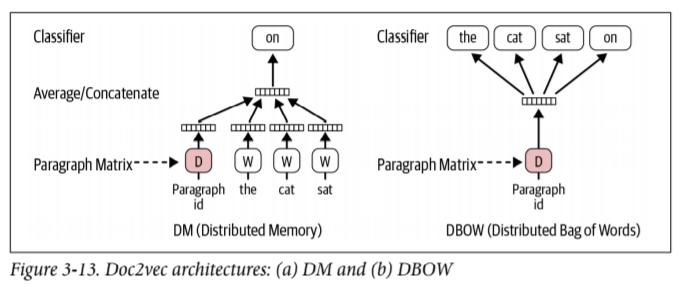 Classifier
on
Average/Concatenate
Paragraph Matrix
D W W W
Paragraph the cat sat
id
DM (Distributed Memory)
Classifier the cat sat on
Paragraph Matrix
D
Paragraph
id
DBOW (Distributed Bag of Words)
Figure 3-13. Doc2vec architectures: (a) DM and (b) DBOW